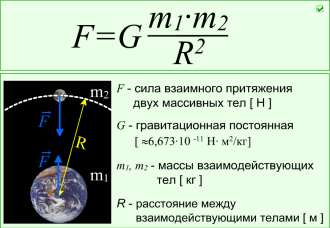 F=G m₁·m₂ / R²
m₂
F
R
F
m₁
F - сила взаимного притяжения
двух массивных тел [ Н ]
G - гравитационная постоянная
[ ≈6,673·10 ⁻¹¹ Н· м²/кг]
m₁, m₂ - массы взаимодействующих
тел [ кг ]
R - расстояние между
взаимодействующими телами [ м ]